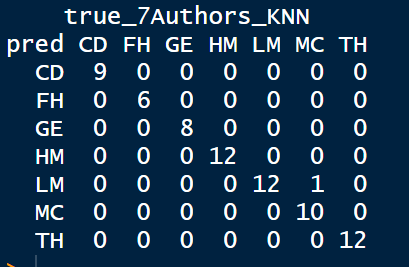 true_7Authors_KNN
pred CD FH GE HM LM MC TH
CD 9 0 0 0 0 0 0
FH 0 6 0 0 0 0 0
GE 0 0 8 0 0 0 0
HM 0 0 0 12 0 0 0
LM 0 0 0 0 12 1 0
MC 0 0 0 0 0 10 0
TH 0 0 0 0 0 0 12